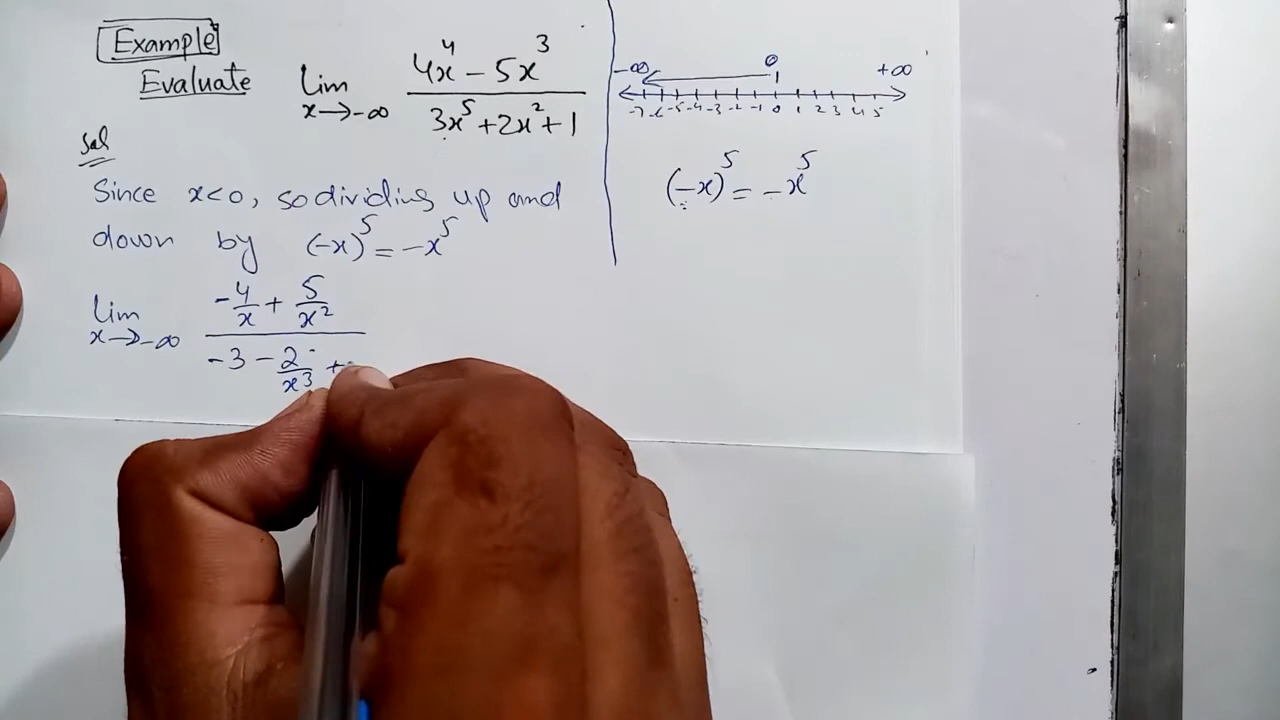 Example
Evaluate Lim x→-∞ (4x^4 - 5x^3)/(3x^5 + 2x^2 + 1)
Sol
Since x<0, so dividing up and
down by (-x)^5 = -x^5
Lim x→-∞ (-4/x + 5/x^2)/(-3 - 2/x^3 +
-∞ 0 +∞
-7 -6 -5 -4 -3 -2 -1 0 1 2 3 4 5
(-x)^5 = -x^5